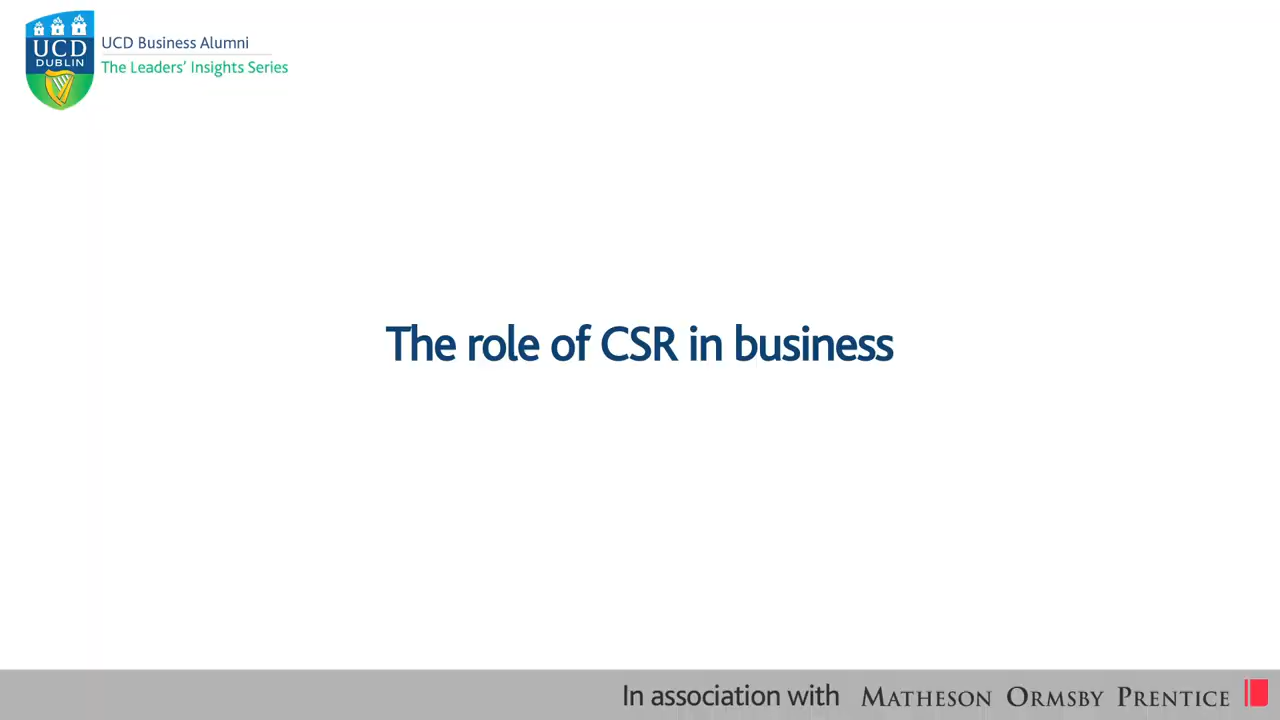 UCD
DUBLIN
UCD Business Alumni
The Leaders' Insights Series
The role of CSR in business
In association with MATHESON ORMSBY PRENTICE